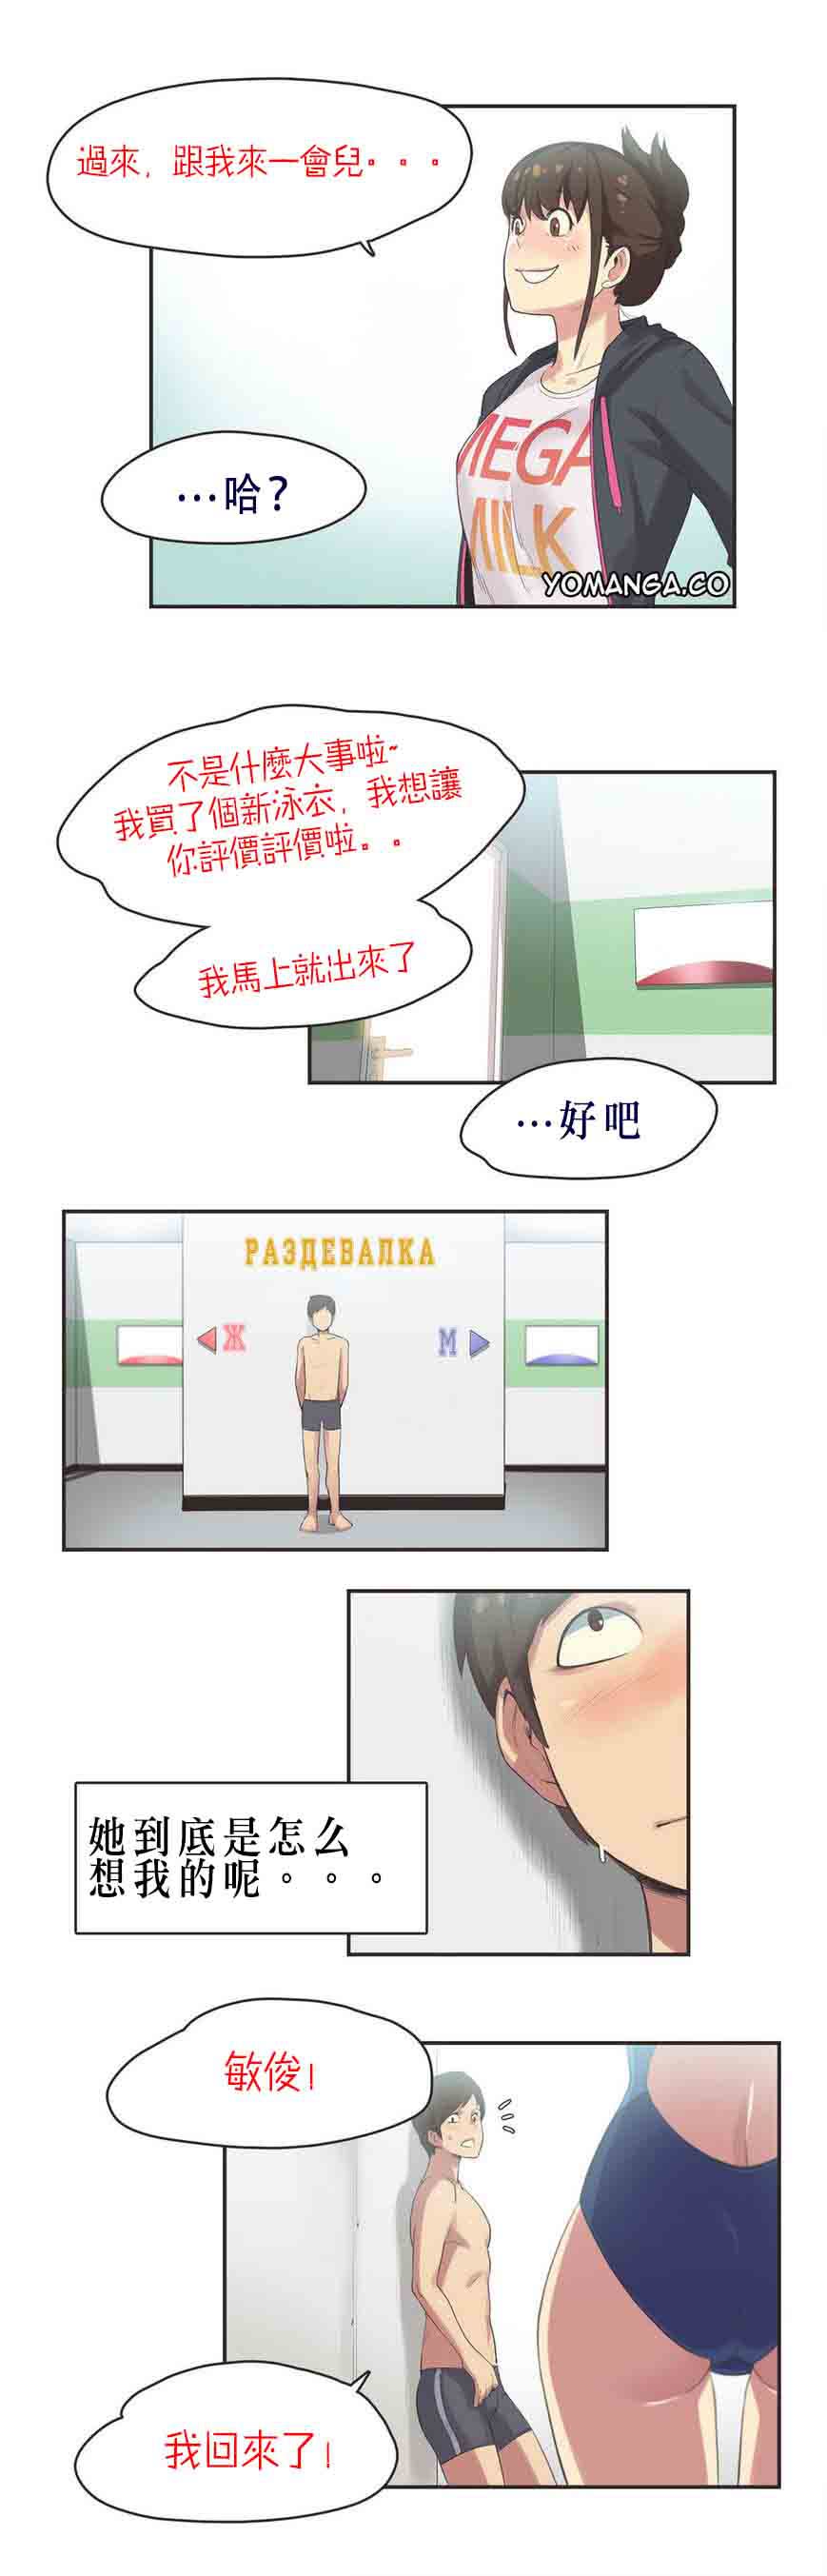 過來，跟我來一會兒。。。
MEGA
MILK
…哈？
YOMANGA.CO
不是什麼大事啦~
我買了個新泳衣，我想讓
你評價評價啦。。
我馬上就出來了
…好吧
РАЗДЕВАЛКА
Ж
М
她到底是怎么
想我的呢。。。
敏俊！
我回來了！